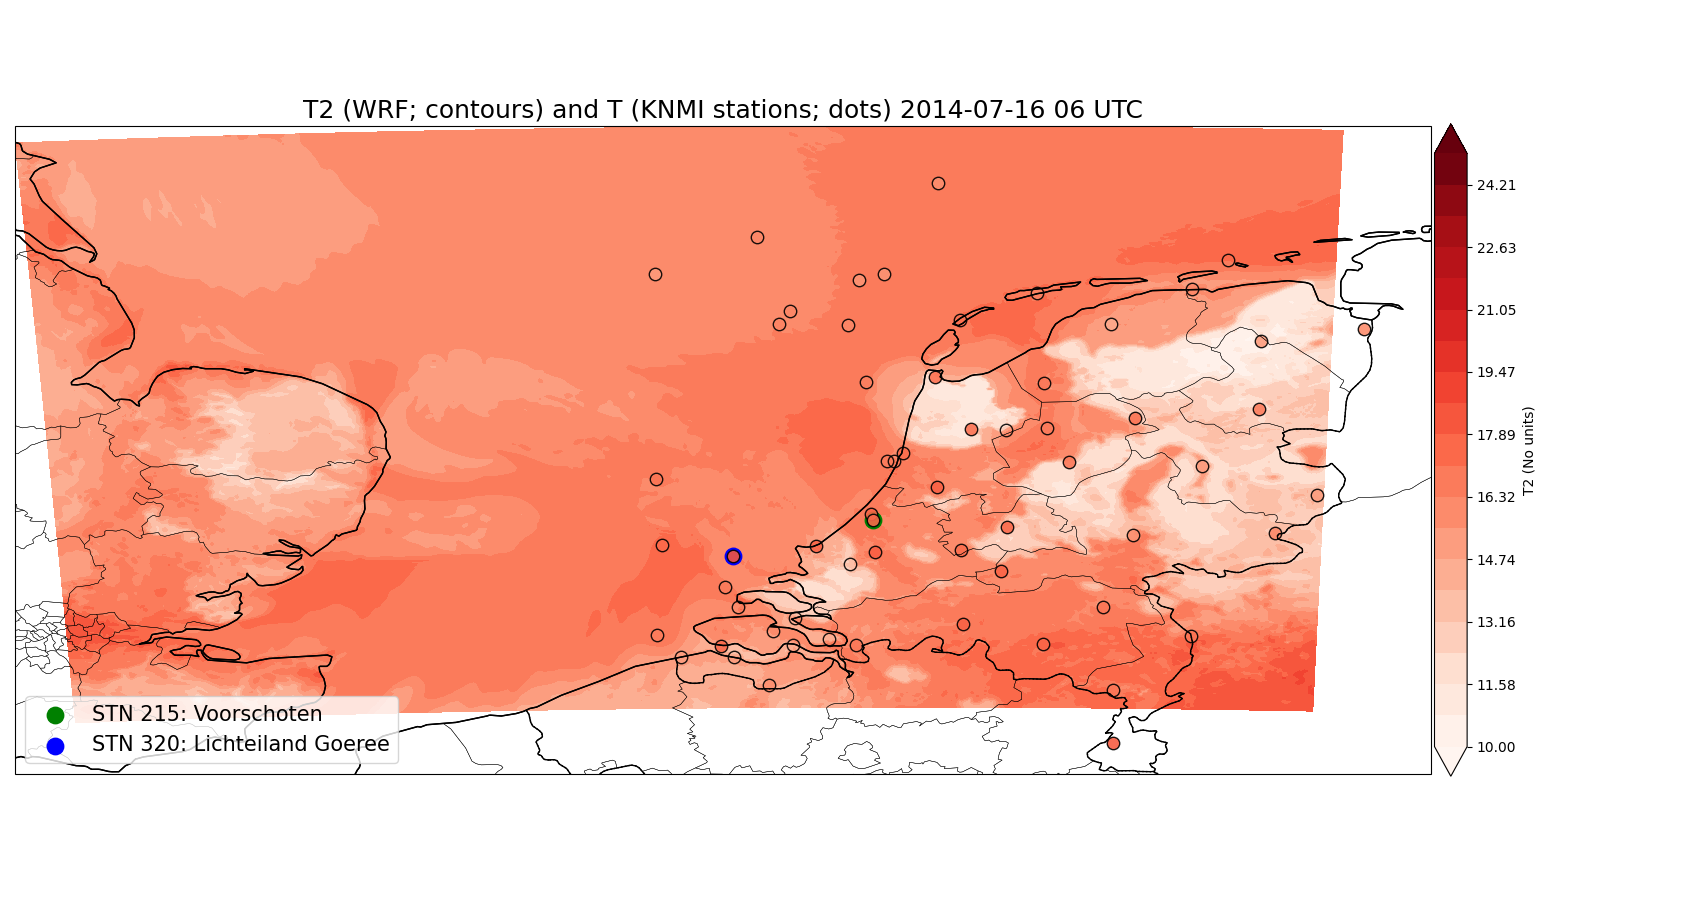 T2 (WRF; contours) and T (KNMI stations; dots) 2014-07-16 06 UTC
24.21
22.63
21.05
19.47
17.89
16.32
14.74
13.16
11.58
10.00
T2 (No units)
STN 215: Voorschoten
STN 320: Lichteiland Goeree